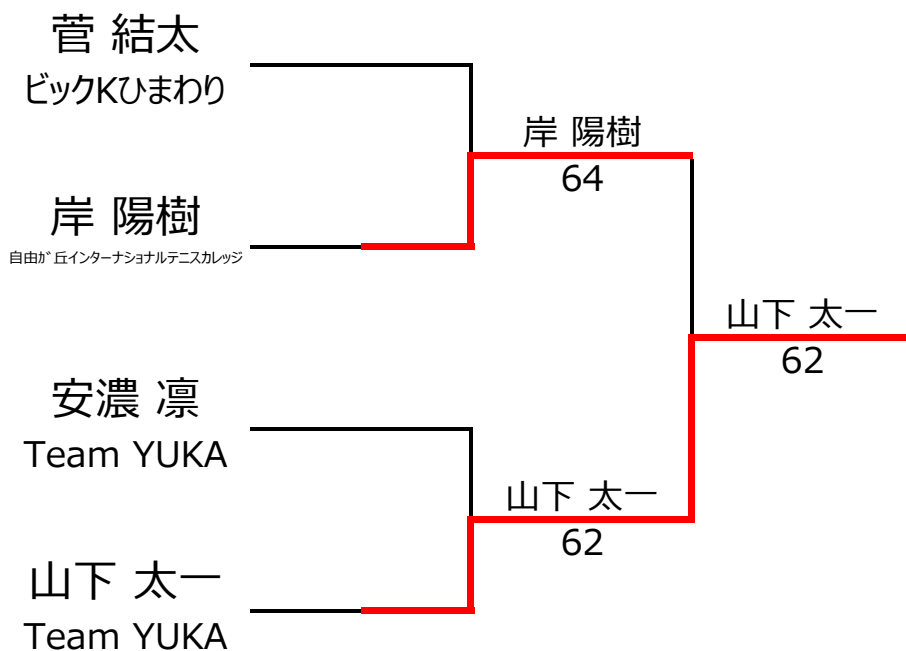 菅 結太
ビックKひまわり
岸 陽樹
64
岸 陽樹
自由が丘インターナショナルテニスカレッジ
山下 太一
62
安濃 凛
Team YUKA
山下 太一
62
山下 太一
Team YUKA